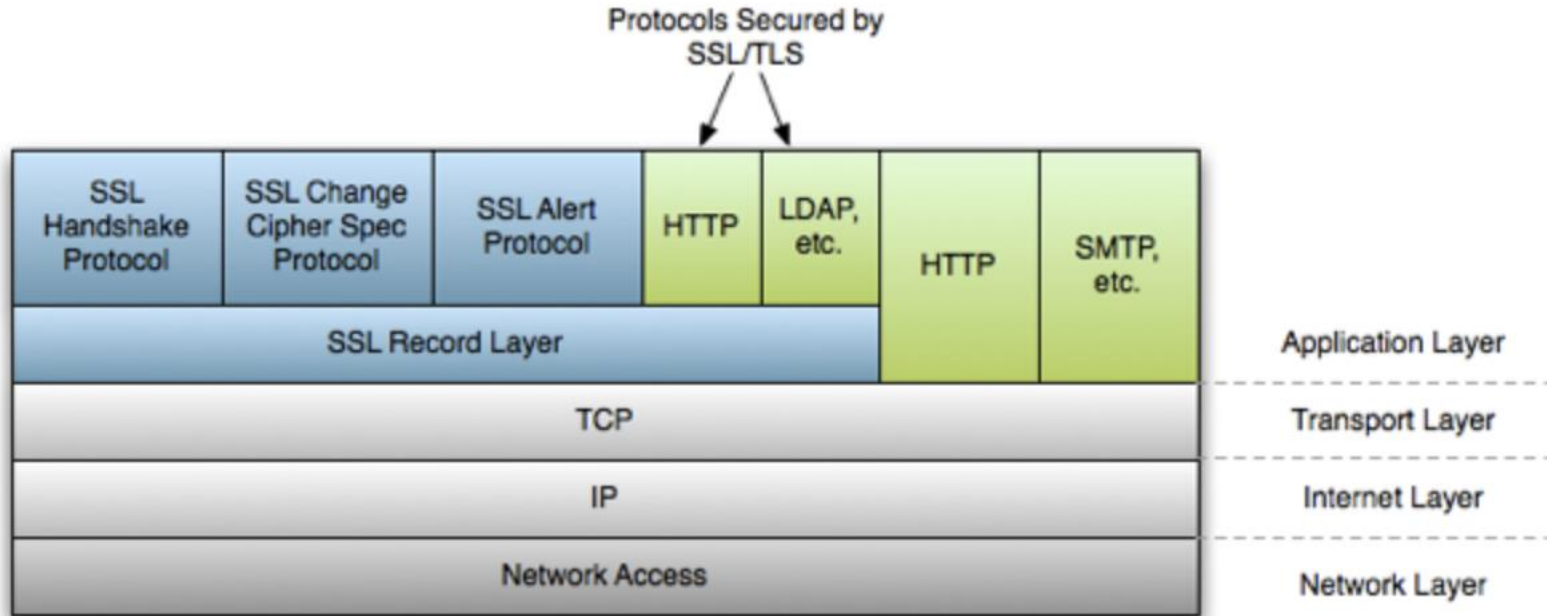 Protocols Secured by
SSL/TLS
SSL
Handshake
Protocol
SSL Change
Cipher Spec
Protocol
SSL Alert
Protocol
HTTP
LDAP,
etc.
HTTP
SMTP,
etc.
SSL Record Layer
Application Layer
TCP
Transport Layer
IP
Internet Layer
Network Access
Network Layer